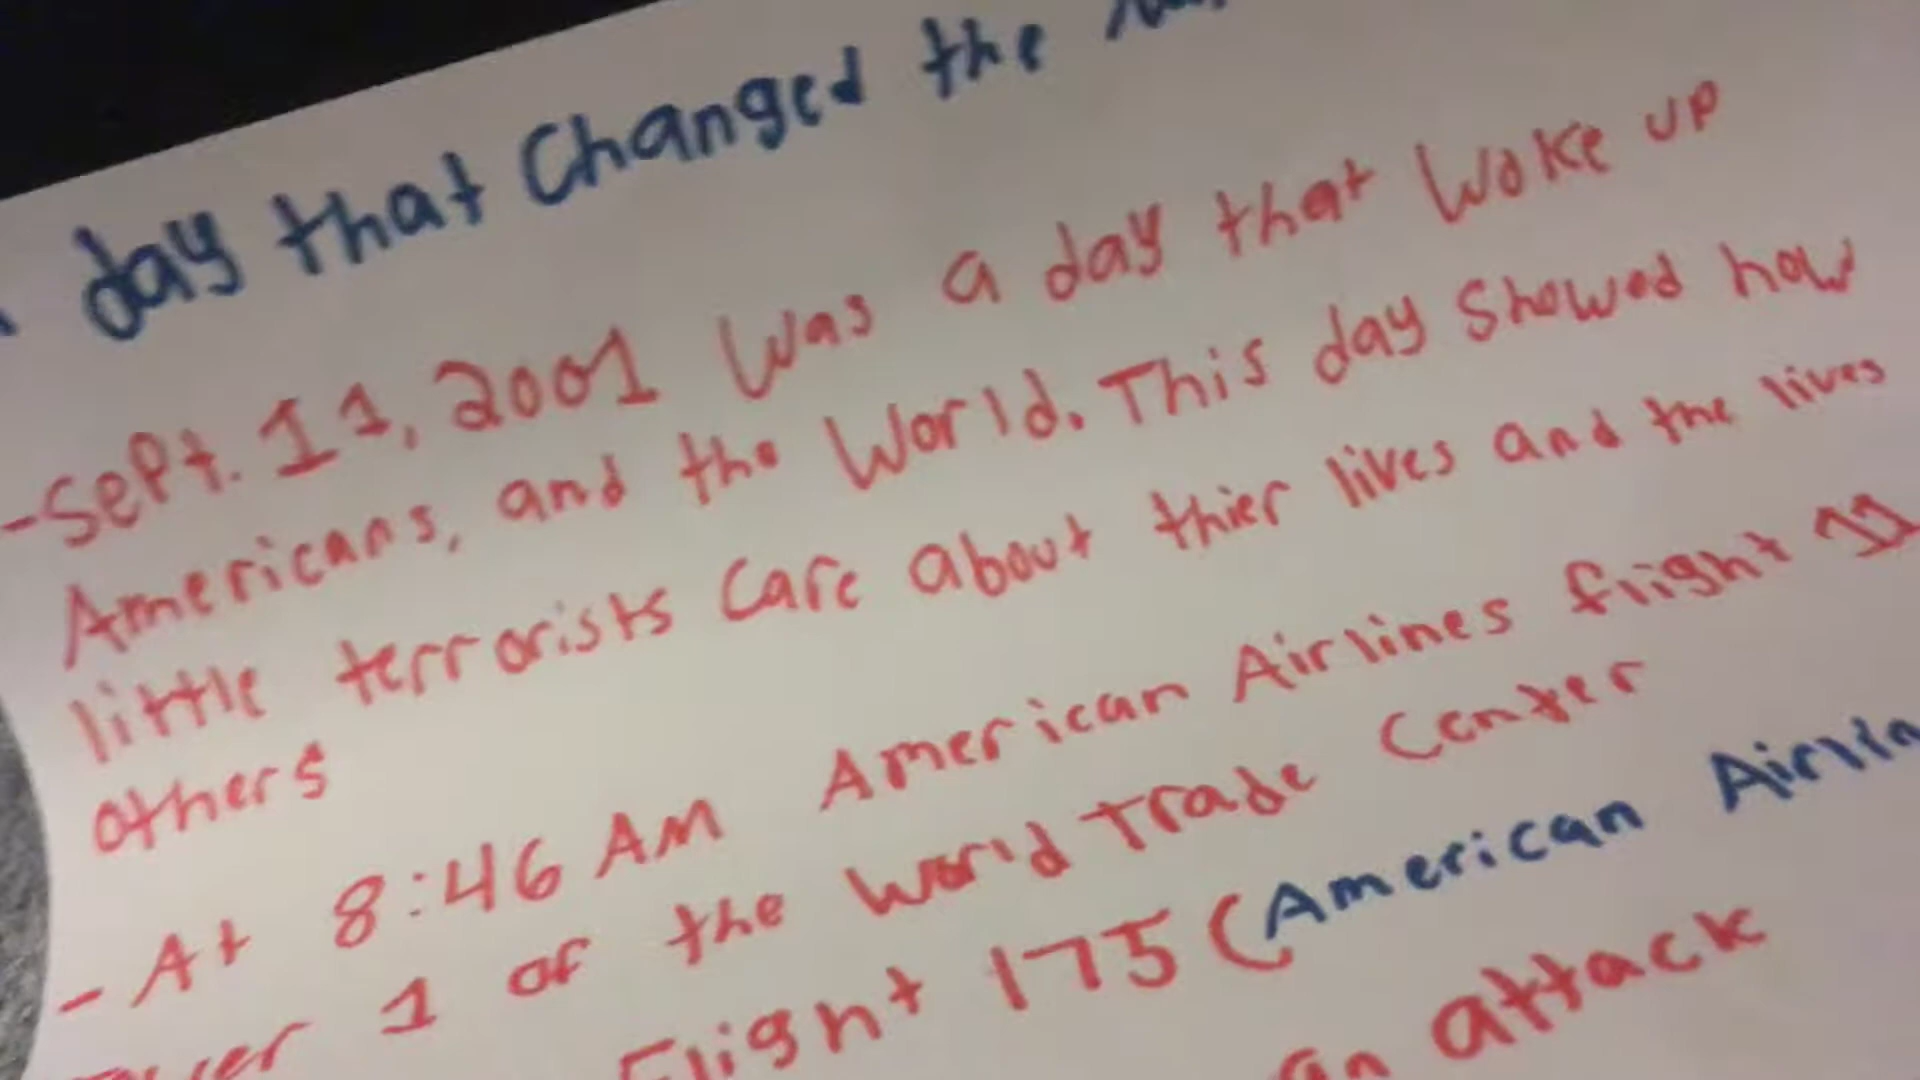 day that Changed the
-Sept. 11, 2001 Was a day that Woke up
Americans, and the World. This day Showed how
little terrorists Care about thier lives and the lives
others
- At 8:46 AM American Airlines flight 11
1 of the World Trade Center
Flight 175 (American
an attack